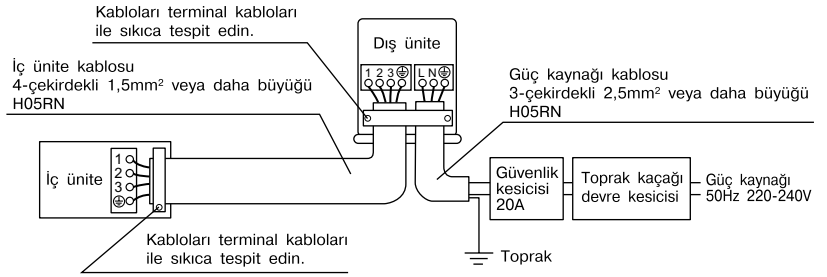 Kabloları terminal kabloları
ile sıkıca tespit edin.
Dış ünite
1 2 3
L N
İç ünite kablosu
4-çekirdekli 1,5mm² veya daha büyüğü
H05RN
Güç kaynağı kablosu
3-çekirdekli 2,5mm² veya daha büyüğü
H05RN
İç ünite
1
2
3
Güvenlik
kesicisi
20A
Toprak kaçağı
devre kesicisi
Güç kaynağı
50Hz 220-240V
Kabloları terminal kabloları
ile sıkıca tespit edin.
Toprak